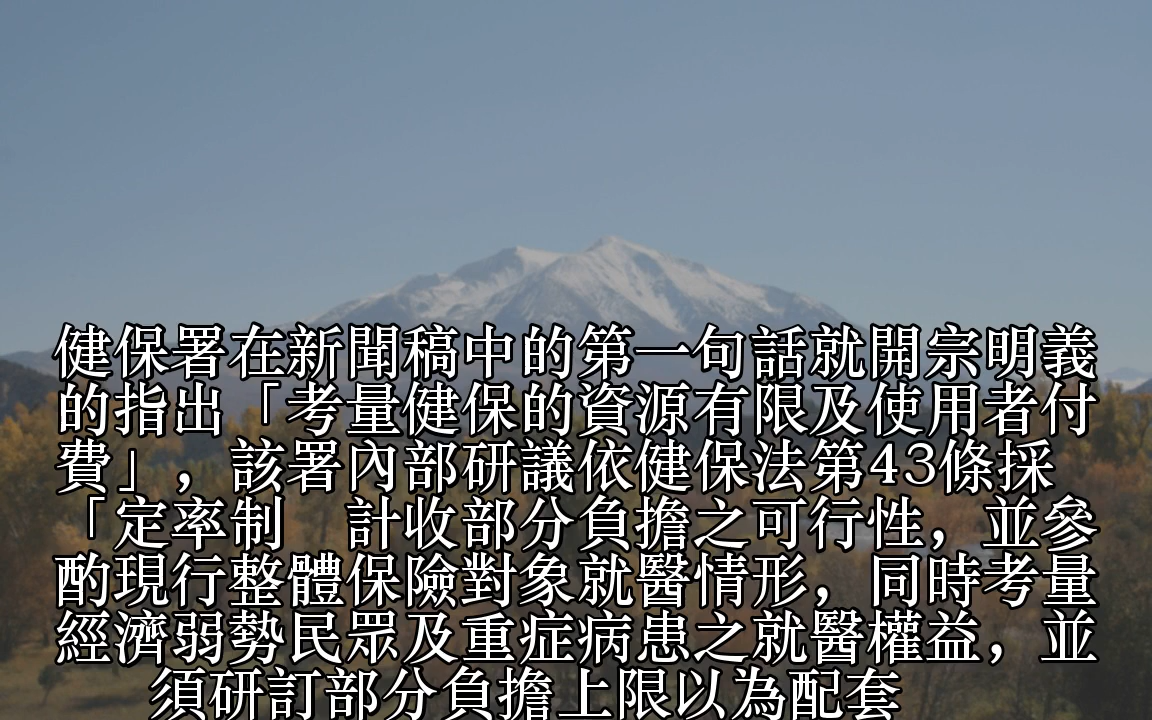 健保署在新聞稿中的第一句話就開宗明義
的指出「考量健保的資源有限及使用者付
費」，該署內部研議依健保法第43條採
「定率制　計收部分負擔之可行性，並參
酌現行整體保險對象就醫情形，同時考量
經濟弱勢民眾及重症病患之就醫權益，並
須研訂部分負擔上限以為配套